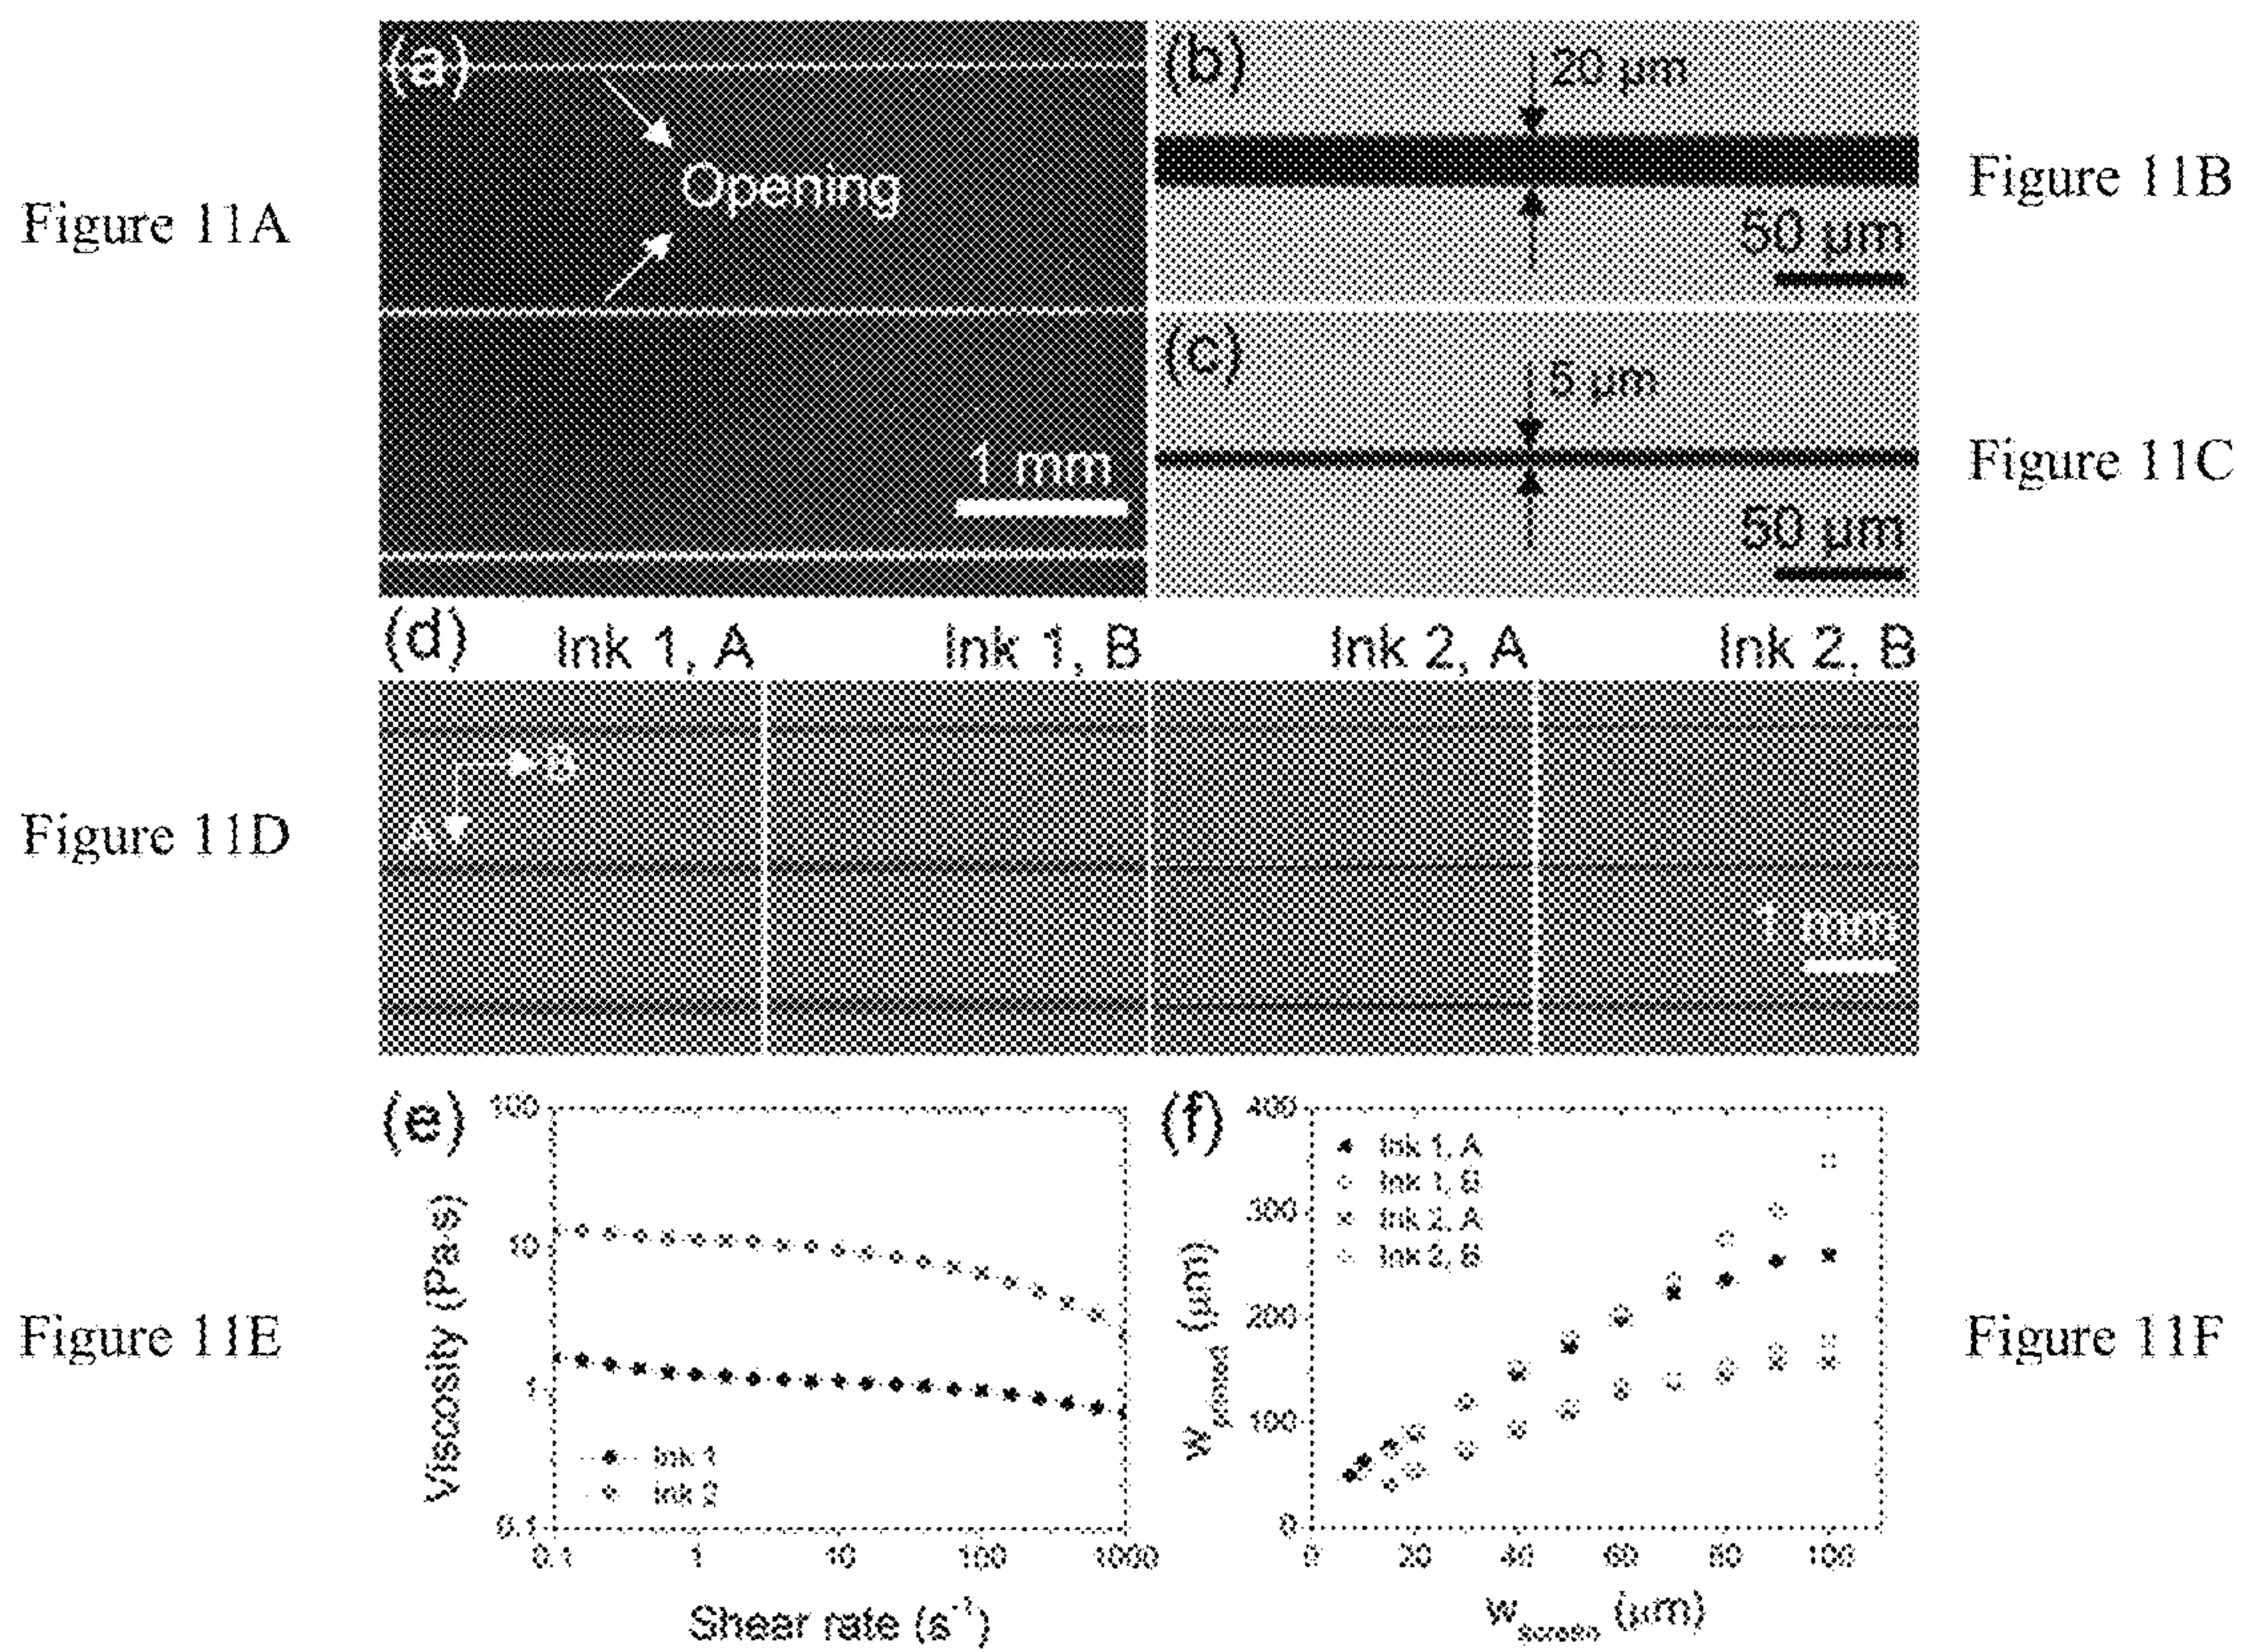 Figure 11A
(a)
Opening
1 mm
(b)
20 µm
50 µm
Figure 11B
(c)
5 µm
50 µm
Figure 11C
Figure 11D
(d)
Ink 1, A
Ink 1, B
Ink 2, A
Ink 2, B
B
A
1 mm
Figure 11E
(e)
Viscosity (Pa·s)
100
10
1
0.1
Ink 1
Ink 2
0.1 1 10 100 1000
Shear rate (s⁻¹)
(f)
W printed (µm)
400
300
200
100
0
Ink 1, A
Ink 1, B
Ink 2, A
Ink 2, B
0 20 40 60 80 100
W screen (µm)
Figure 11F